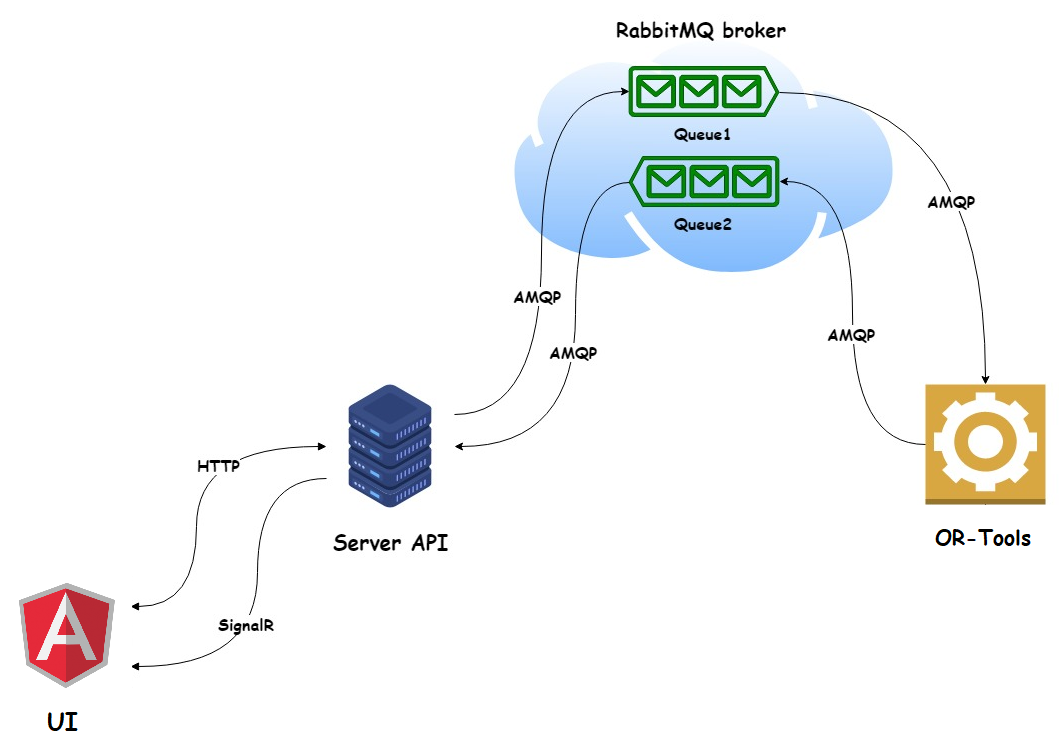 RabbitMQ broker
Queue1
Queue2
AMQP
AMQP
AMQP
AMQP
HTTP
Server API
OR-Tools
SignalR
UI